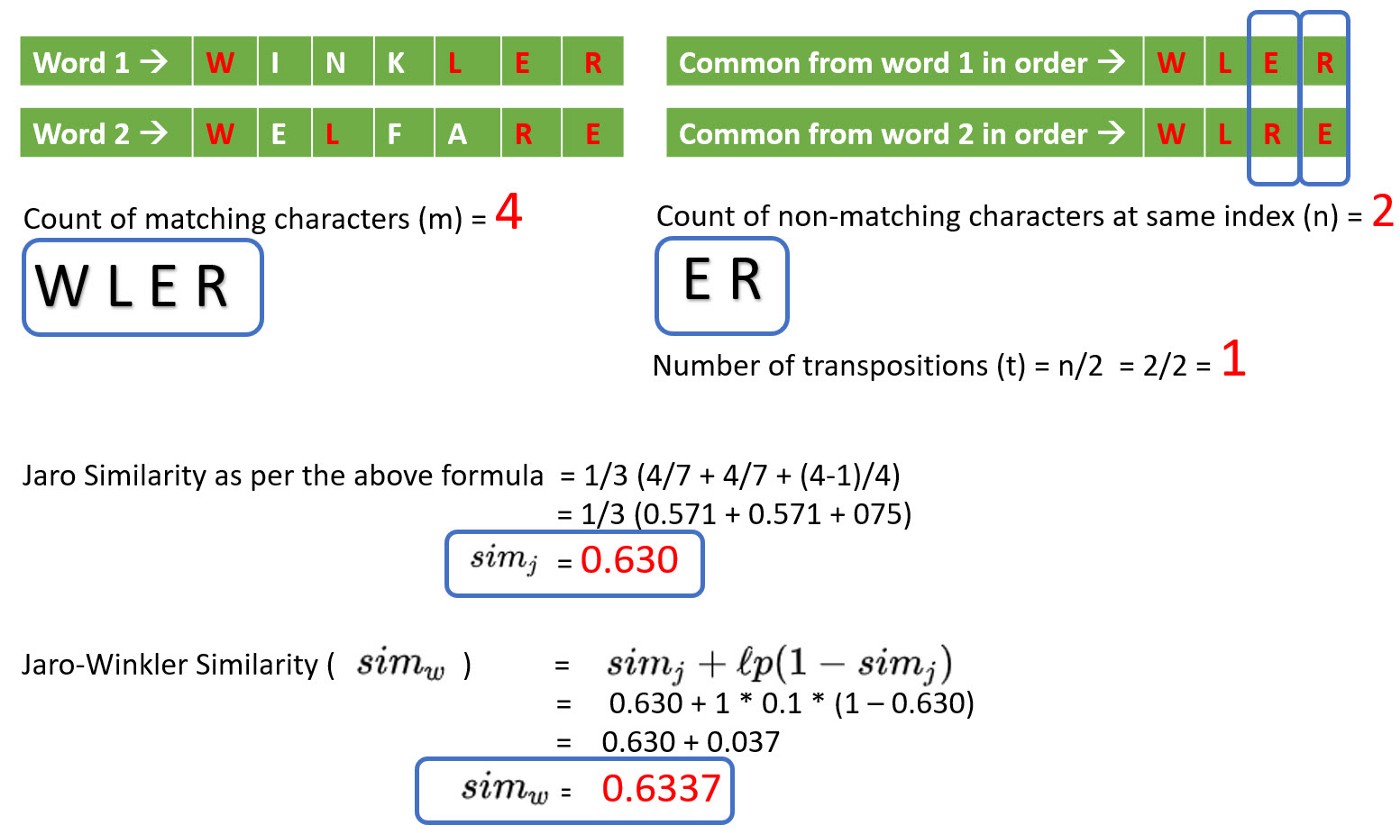 Word 1 → W I N K L E R
Word 2 → W E L F A R E
Common from word 1 in order → W L E R
Common from word 2 in order → W L R E
Count of matching characters (m) = 4
W L E R
Count of non-matching characters at same index (n) = 2
E R
Number of transpositions (t) = n/2 = 2/2 = 1
Jaro Similarity as per the above formula = 1/3 (4/7 + 4/7 + (4-1)/4)
= 1/3 (0.571 + 0.571 + 075)
simⱼ = 0.630
Jaro-Winkler Similarity ( sim_w ) = simⱼ + ℓp(1 − simⱼ)
= 0.630 + 1 * 0.1 * (1 – 0.630)
= 0.630 + 0.037
sim_w = 0.6337